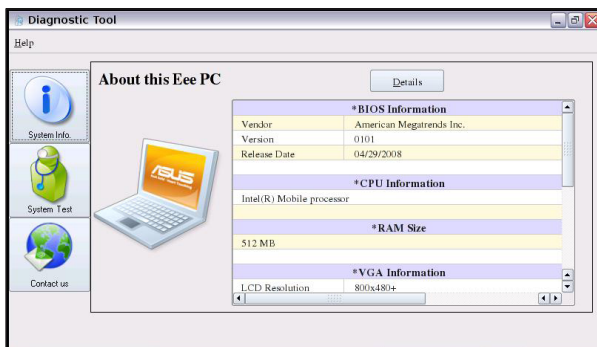 Diagnostic Tool
Help
About this Eee PC
Details
System Info.
System Test
Contact us
ASUS
*BIOS Information
Vendor American Megatrends Inc.
Version 0101
Release Date 04/29/2008
*CPU Information
Intel(R) Mobile processor
*RAM Size
512 MB
*VGA Information
LCD Resolution 800x480+